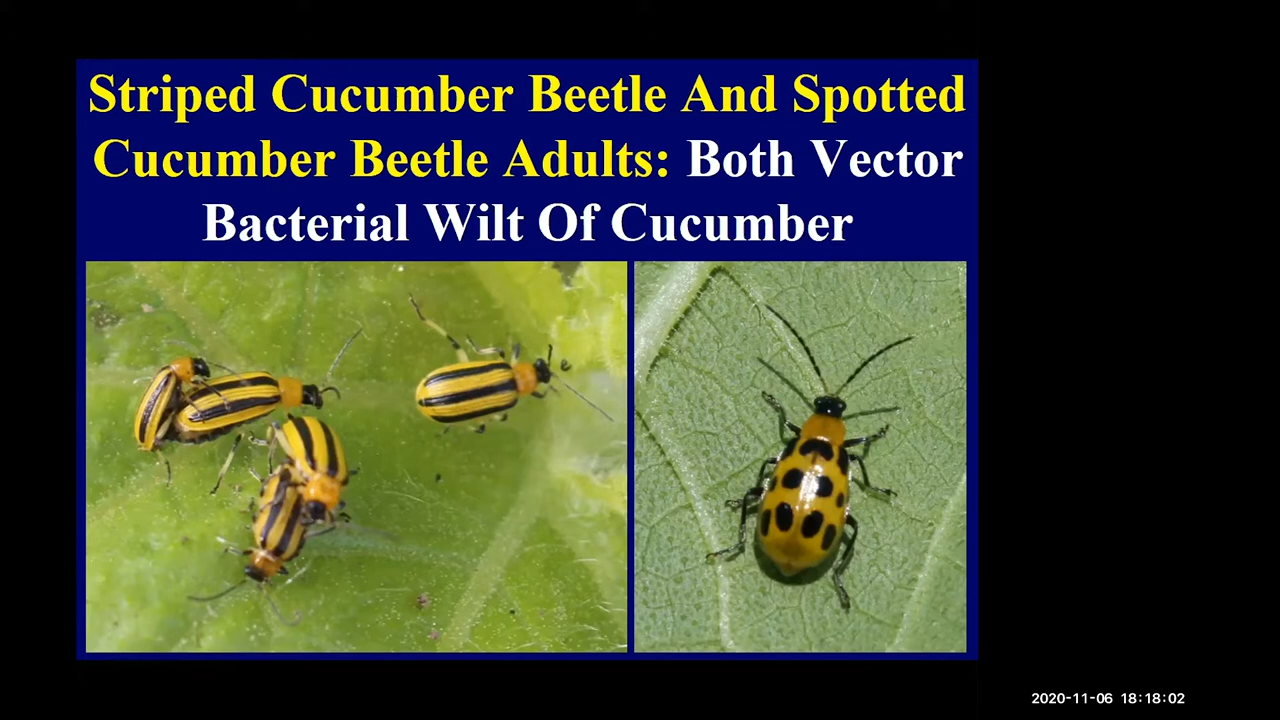 Striped Cucumber Beetle And Spotted
Cucumber Beetle Adults: Both Vector
Bacterial Wilt Of Cucumber
2020-11-06 18:18:02